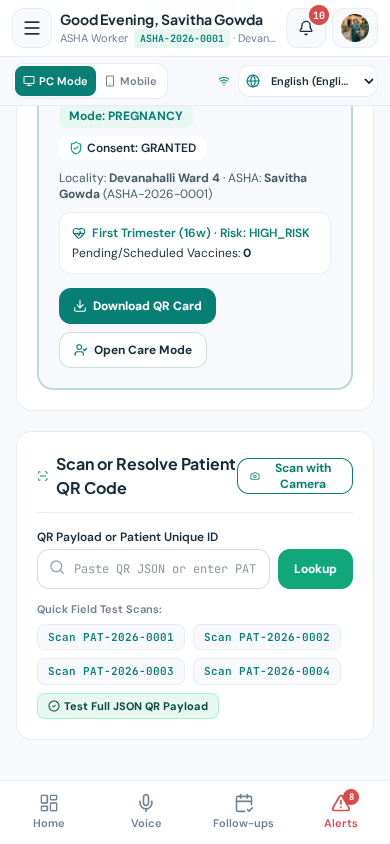 Good Evening, Savitha Gowda
ASHA Worker ASHA-2026-0001 · Devan...
10
PC Mode
Mobile
English (Engli...
Mode: PREGNANCY
Consent: GRANTED
Locality: Devanahalli Ward 4 · ASHA: Savitha
Gowda (ASHA-2026-0001)
First Trimester (16w) · Risk: HIGH_RISK
Pending/Scheduled Vaccines: 0
Download QR Card
Open Care Mode
Scan or Resolve Patient
QR Code
Scan with
Camera
QR Payload or Patient Unique ID
Paste QR JSON or enter PAT
Lookup
Quick Field Test Scans:
Scan PAT-2026-0001
Scan PAT-2026-0002
Scan PAT-2026-0003
Scan PAT-2026-0004
Test Full JSON QR Payload
8
Home
Voice
Follow-ups
Alerts